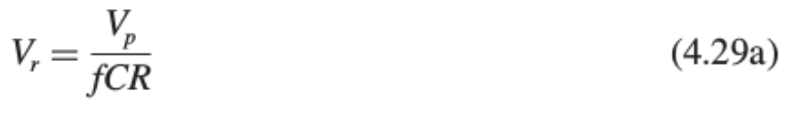 V_r = V_p / fCR (4.29a)